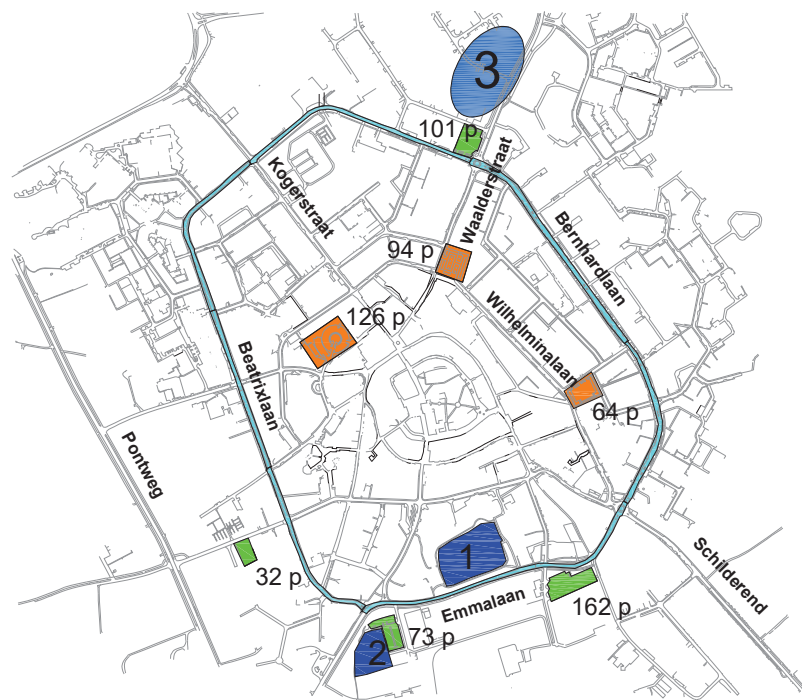 3
101 p
Waalderstraat
Kogerstraat
Bernhardlaan
94 p
Wilhelminalaan
126 p
Beatrixlaan
64 p
Pontweg
1
Schilderend
32 p
Emmalaan
162 p
73 p
2